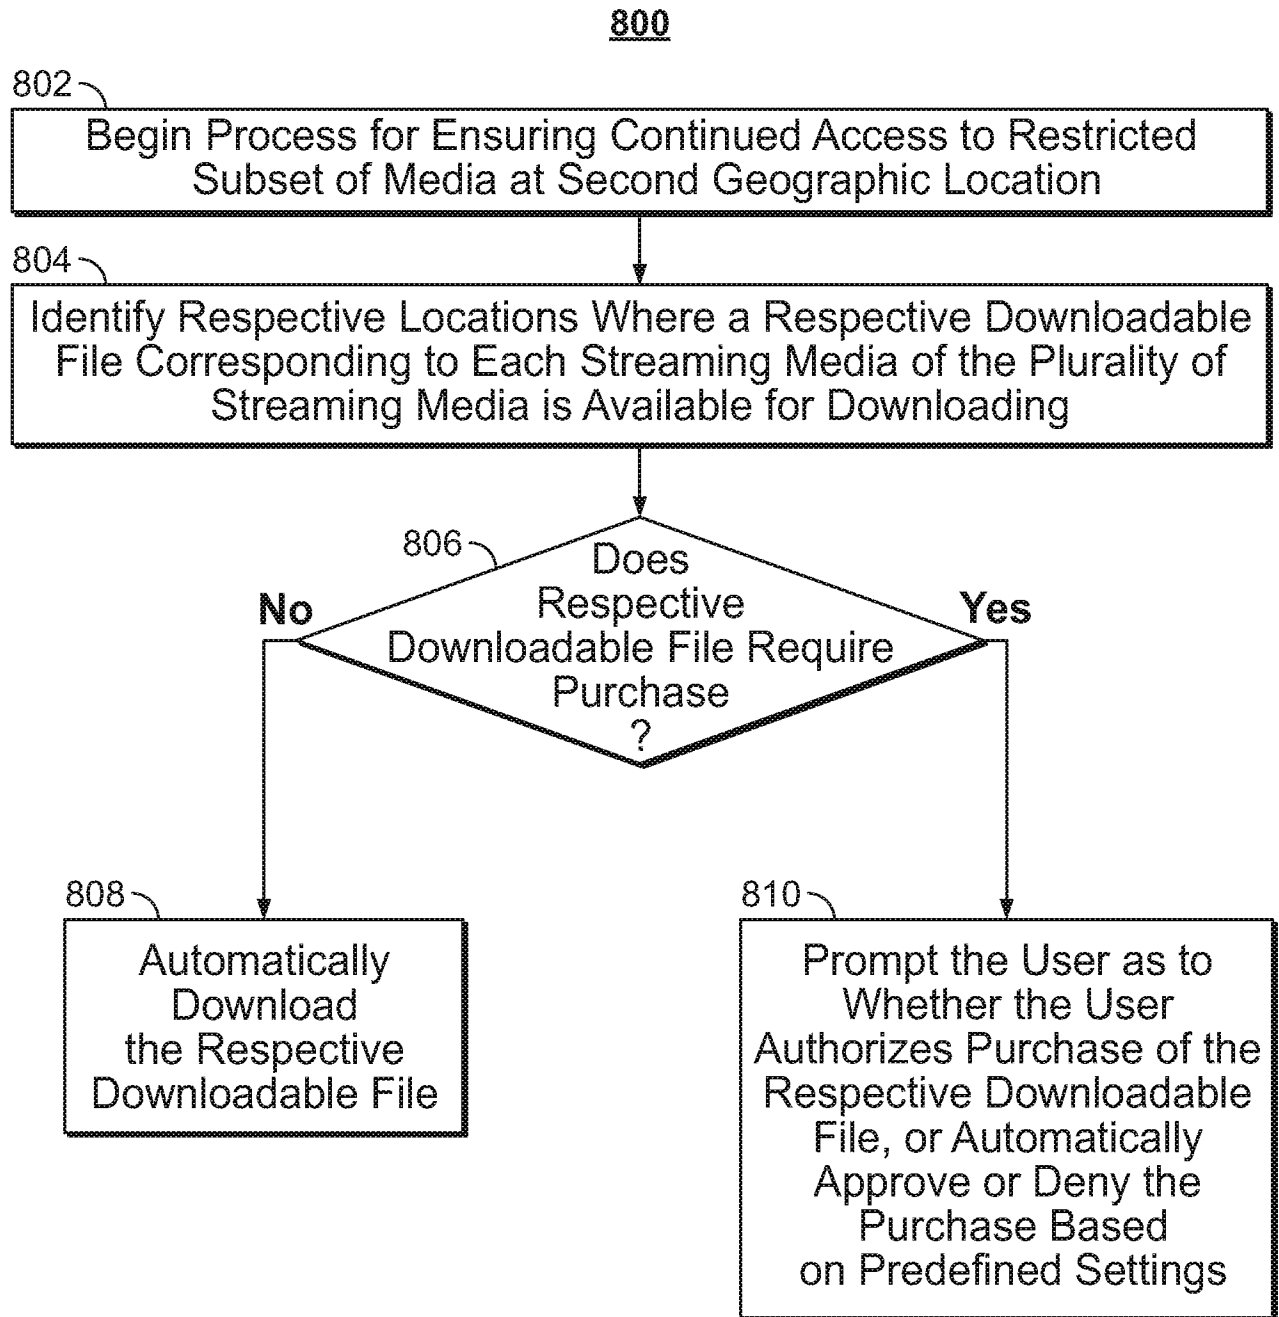 800
802
Begin Process for Ensuring Continued Access to Restricted
Subset of Media at Second Geographic Location
804
Identify Respective Locations Where a Respective Downloadable
File Corresponding to Each Streaming Media of the Plurality of
Streaming Media is Available for Downloading
806
Does
Respective
Downloadable File Require
Purchase
?
No
Yes
808
Automatically
Download
the Respective
Downloadable File
810
Prompt the User as to
Whether the User
Authorizes Purchase of the
Respective Downloadable
File, or Automatically
Approve or Deny the
Purchase Based
on Predefined Settings